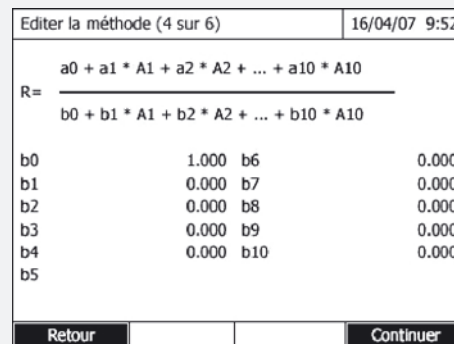 Editer la méthode (4 sur 6) 16/04/07 9:52
a0 + a1 * A1 + a2 * A2 + ... + a10 * A10
R=
b0 + b1 * A1 + b2 * A2 + ... + b10 * A10
b0 1.000 b6 0.000
b1 0.000 b7 0.000
b2 0.000 b8 0.000
b3 0.000 b9 0.000
b4 0.000 b10 0.000
b5
Retour Continuer